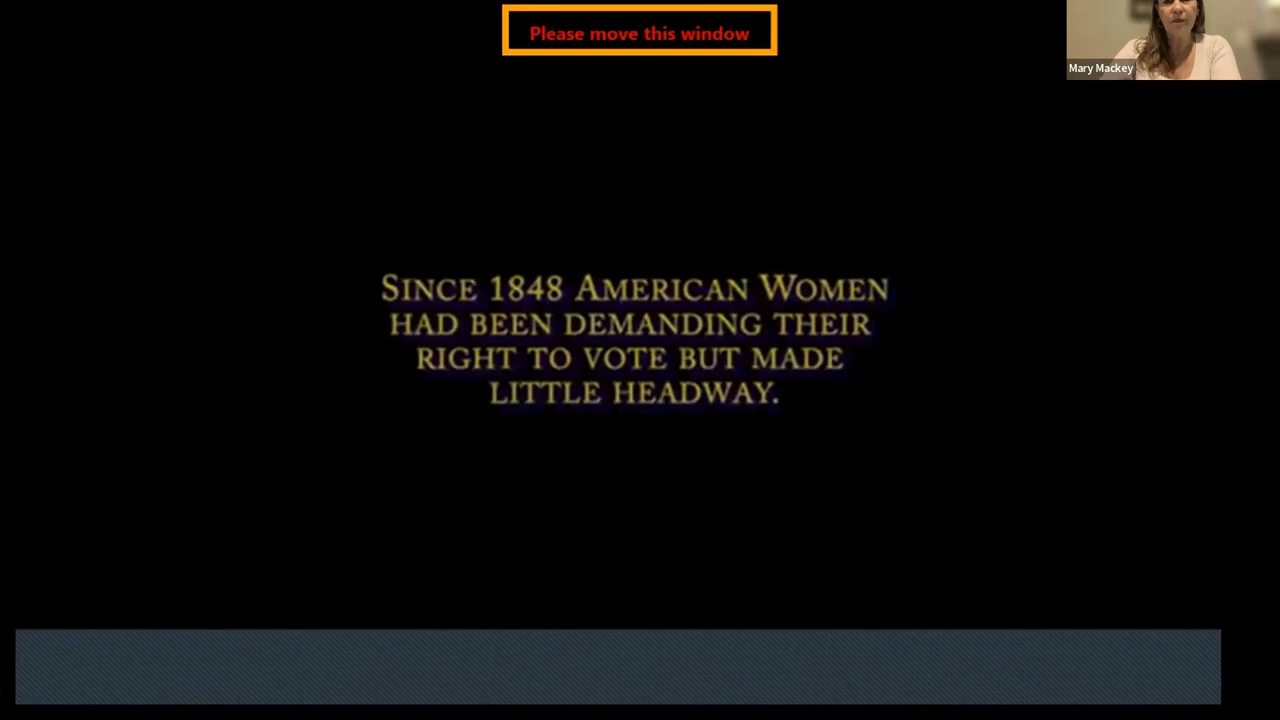 Please move this window
Mary Mackey
SINCE 1848 AMERICAN WOMEN
HAD BEEN DEMANDING THEIR
RIGHT TO VOTE BUT MADE
LITTLE HEADWAY.